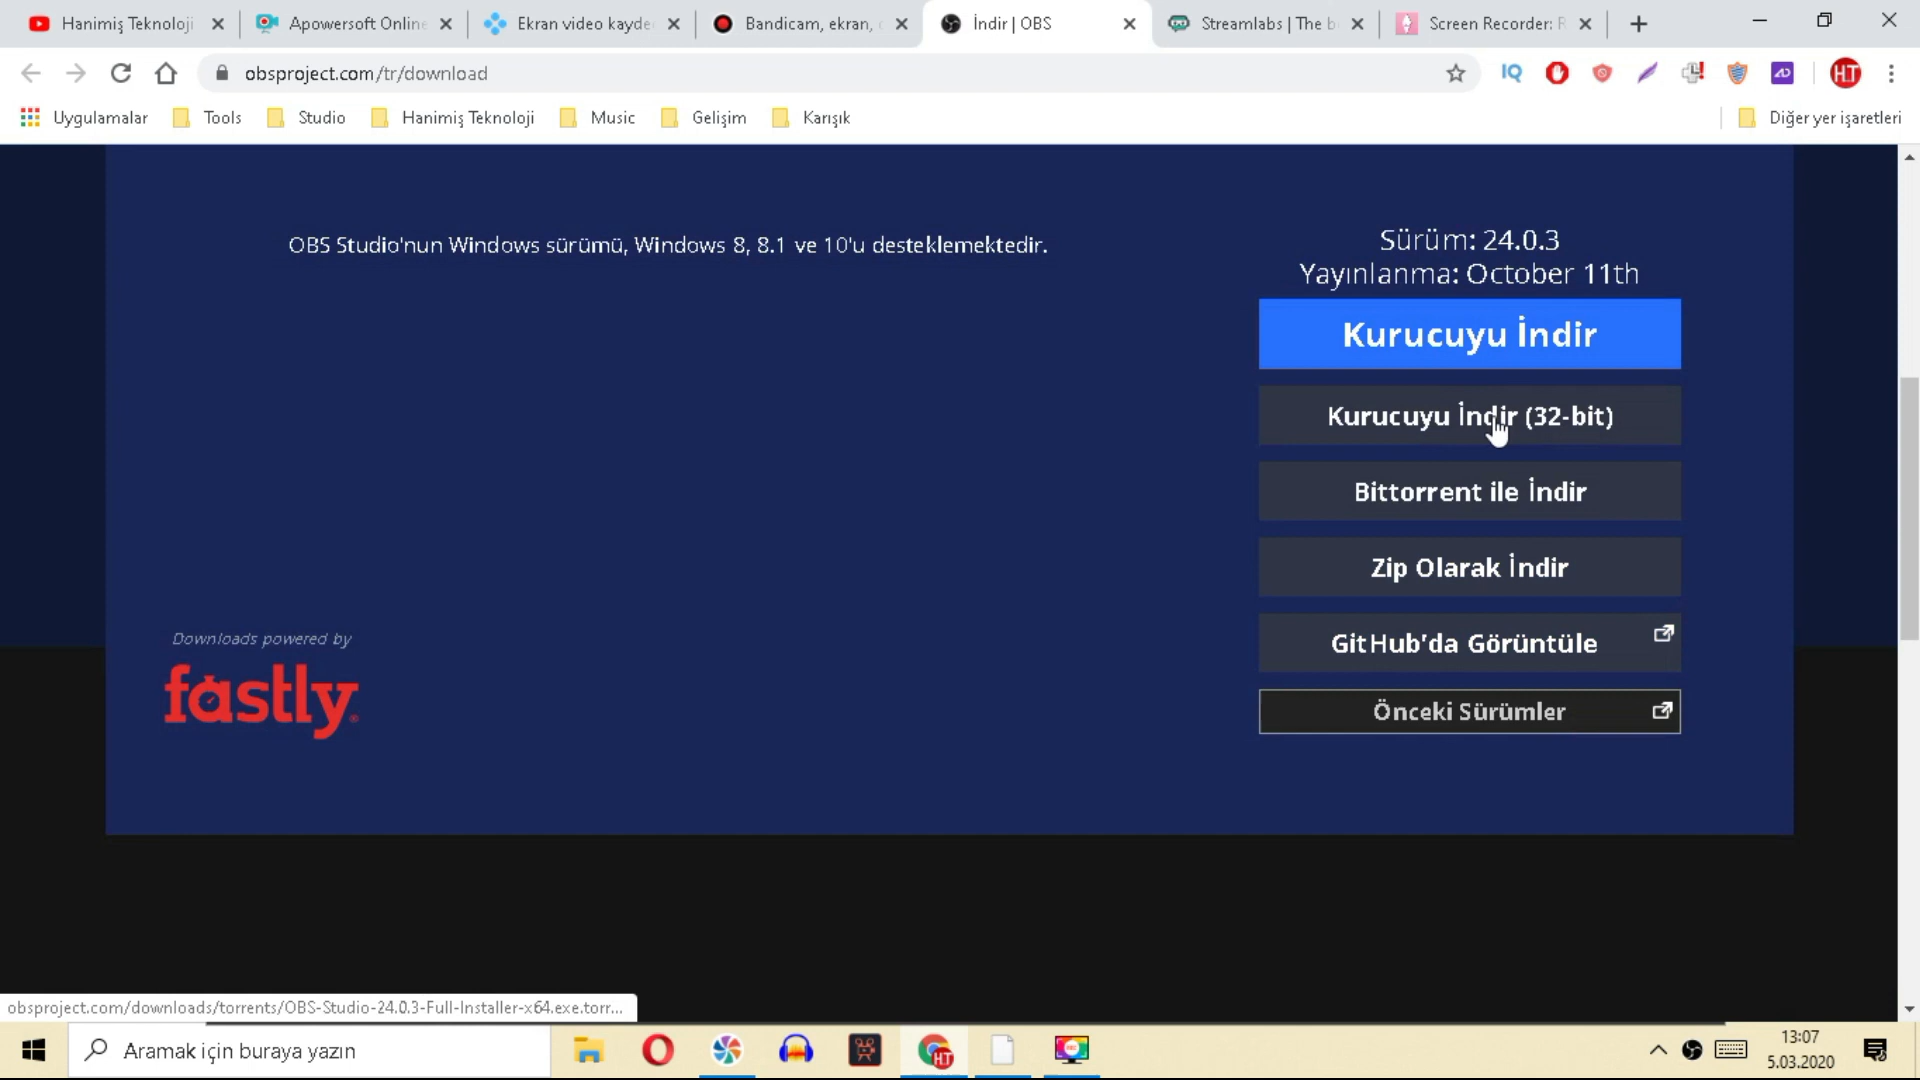 Hanimiş Teknoloji
Apowersoft Online
Ekran video kayde
Bandicam, ekran,
İndir | OBS
Streamlabs | The b
Screen Recorder: R
obsproject.com/tr/download
IQ
HT
Uygulamalar
Tools
Studio
Hanimiş Teknoloji
Music
Gelişim
Karışık
Diğer yer işaretleri
OBS Studio'nun Windows sürümü, Windows 8, 8.1 ve 10'u desteklemektedir.
Sürüm: 24.0.3
Yayınlanma: October 11th
Kurucuyu İndir
Kurucuyu İndir (32-bit)
Bittorrent ile İndir
Zip Olarak İndir
GitHub'da Görüntüle
Önceki Sürümler
Downloads powered by
fastly
obsproject.com/downloads/torrents/OBS-Studio-24.0.3-Full-Installer-x64.exe.torr...
Aramak için buraya yazın
HT
13:07
5.03.2020